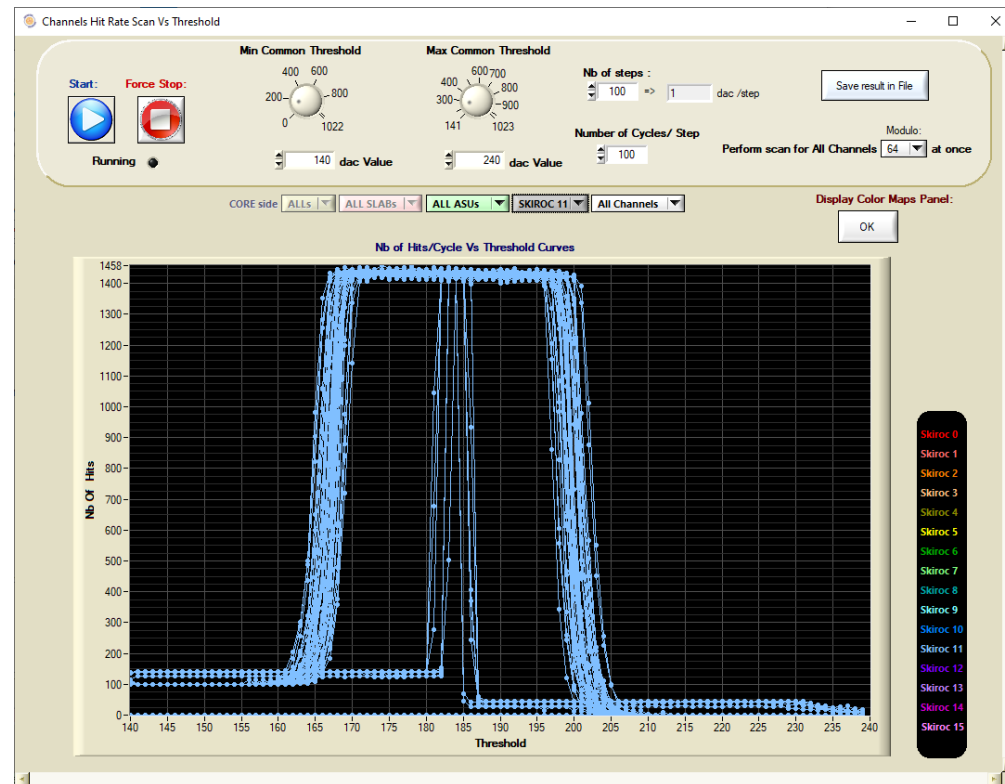 Channels Hit Rate Scan Vs Threshold
Min Common Threshold
Max Common Threshold
Start:
Force Stop:
Running
0 200 400 600 800 1022
140 dac Value
141 300 400 600 700 800 900 1023
240 dac Value
Nb of steps :
100 => 1 dac /step
Number of Cycles/ Step
100
Save result in File
Modulo:
Perform scan for All Channels 64 at once
CORE side ALLs ALL SLABs ALL ASUs SKIROC 11 All Channels
Display Color Maps Panel:
OK
Nb of Hits/Cycle Vs Threshold Curves
Nb Of Hits
1458
1400
1300
1200
1100
1000
900
800
700
600
500
400
300
200
100
0
140 145 150 155 160 165 170 175 180 185 190 195 200 205 210 215 220 225 230 235 240
Threshold
Skiroc 0
Skiroc 1
Skiroc 2
Skiroc 3
Skiroc 4
Skiroc 5
Skiroc 6
Skiroc 7
Skiroc 8
Skiroc 9
Skiroc 10
Skiroc 11
Skiroc 12
Skiroc 13
Skiroc 14
Skiroc 15